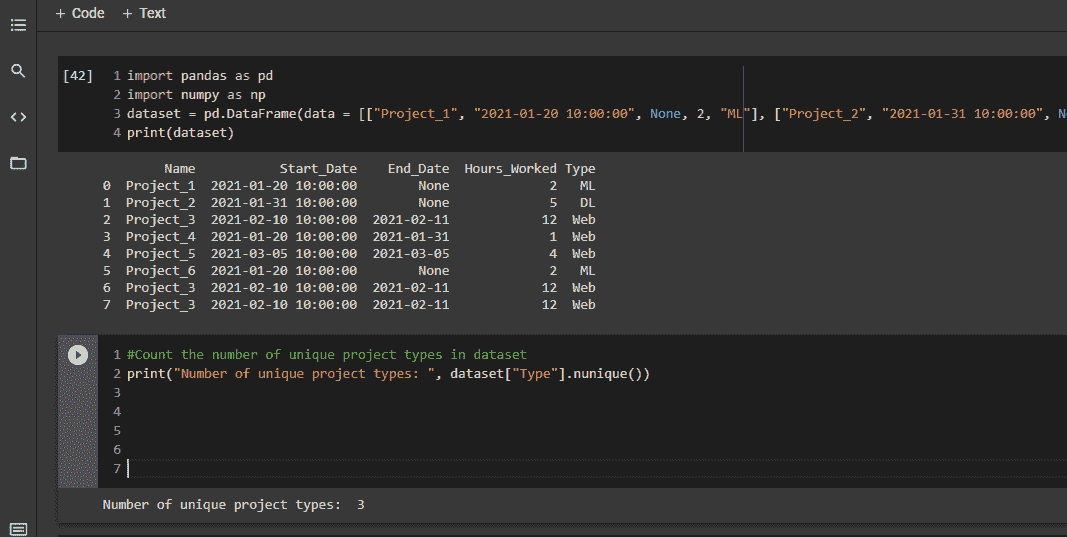 + Code + Text
[42] 1 import pandas as pd
2 import numpy as np
3 dataset = pd.DataFrame(data = [["Project_1", "2021-01-20 10:00:00", None, 2, "ML"], ["Project_2", "2021-01-31 10:00:00", N
4 print(dataset)
Name Start_Date End_Date Hours_Worked Type
0 Project_1 2021-01-20 10:00:00 None 2 ML
1 Project_2 2021-01-31 10:00:00 None 5 DL
2 Project_3 2021-02-10 10:00:00 2021-02-11 12 Web
3 Project_4 2021-01-20 10:00:00 2021-01-31 1 Web
4 Project_5 2021-03-05 10:00:00 2021-03-05 4 Web
5 Project_6 2021-01-20 10:00:00 None 2 ML
6 Project_3 2021-02-10 10:00:00 2021-02-11 12 Web
7 Project_3 2021-02-10 10:00:00 2021-02-11 12 Web
1 #Count the number of unique project types in dataset
2 print("Number of unique project types: ", dataset["Type"].nunique())
3
4
5
6
7
Number of unique project types:  3